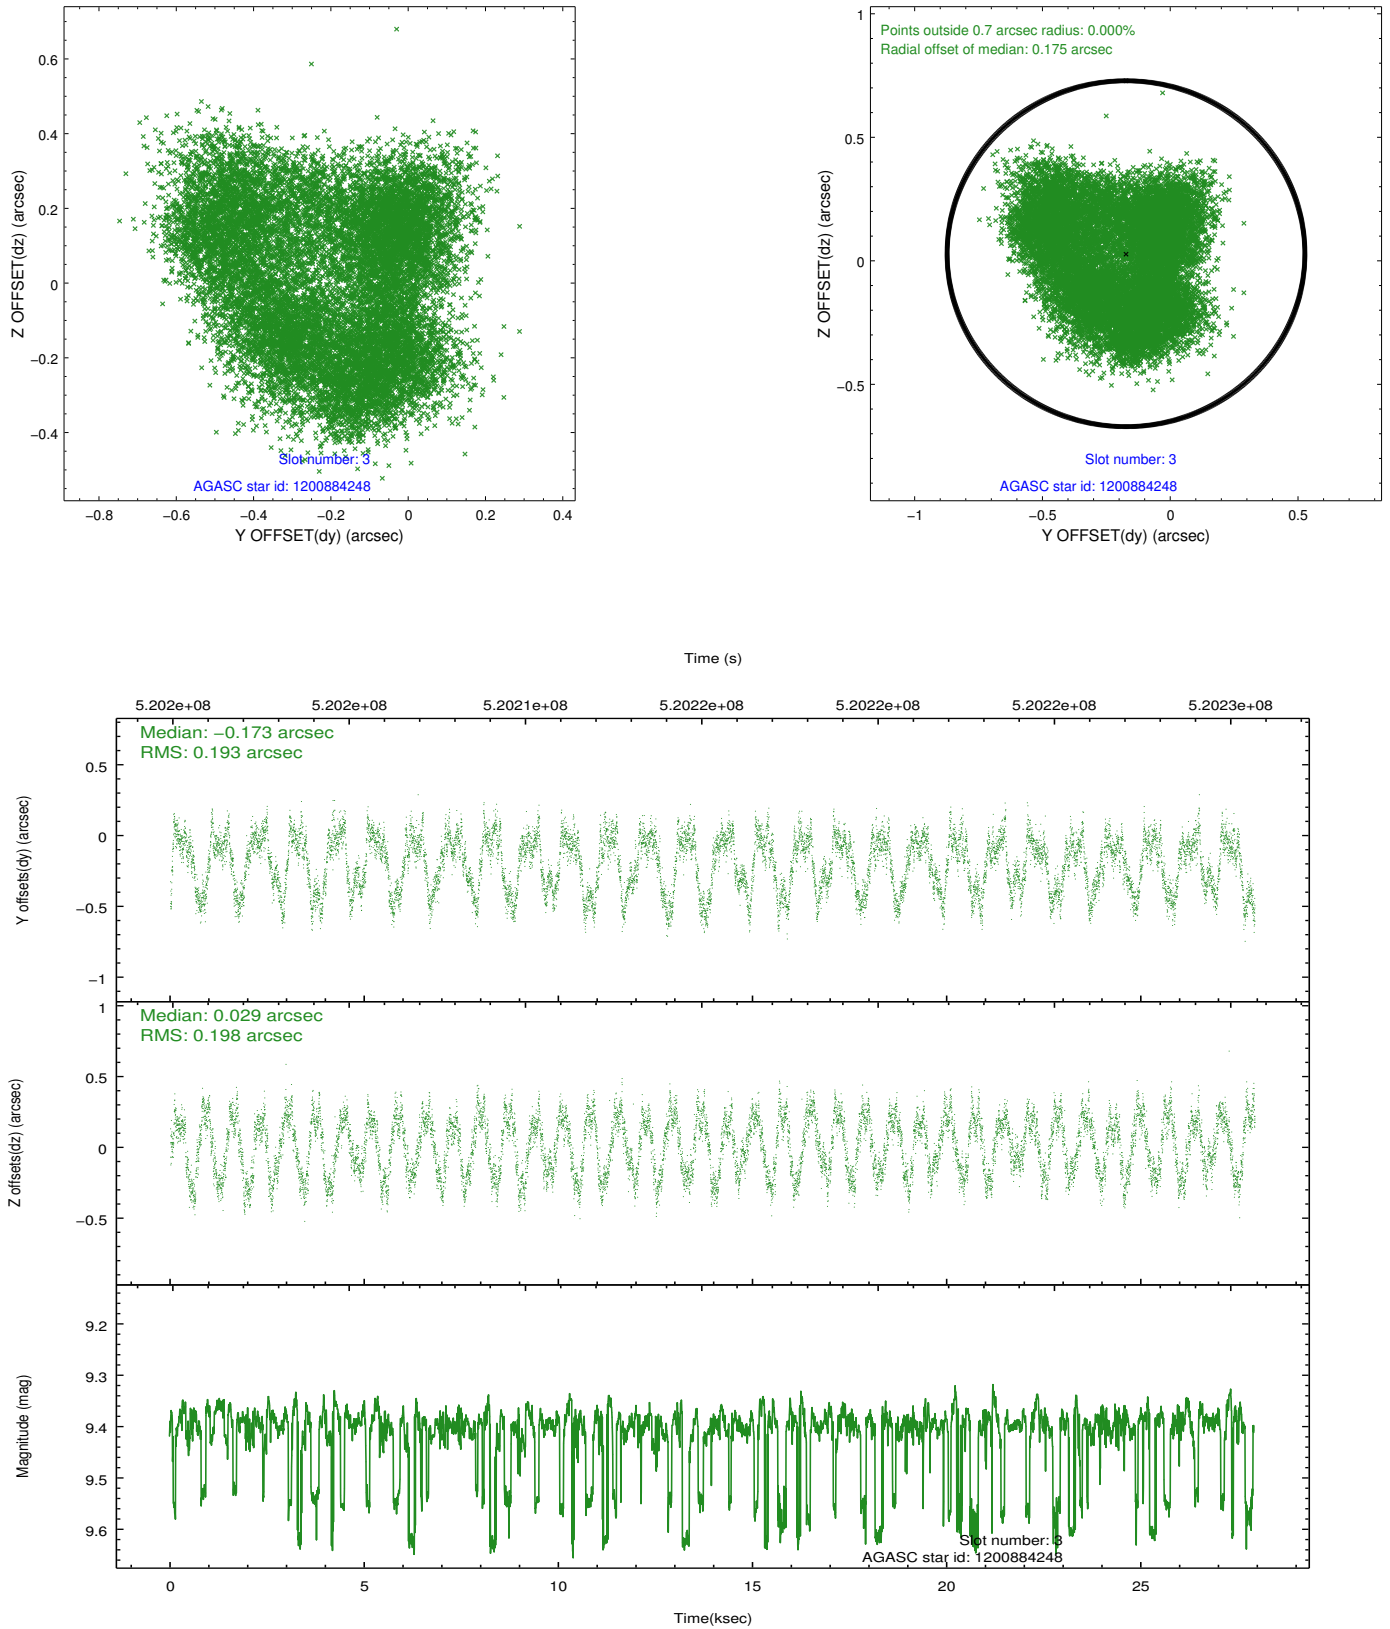 0.6
0.4
0.2
0
−0.2
−0.4
Z OFFSET(dz) (arcsec)
Slot number: 3
AGASC star id: 1200884248
−0.8 −0.6 −0.4 −0.2 0 0.2 0.4
Y OFFSET(dy) (arcsec)
Points outside 0.7 arcsec radius: 0.000%
Radial offset of median: 0.175 arcsec
1
0.5
0
−0.5
Z OFFSET(dz) (arcsec)
Slot number: 3
AGASC star id: 1200884248
−1 −0.5 0 0.5
Y OFFSET(dy) (arcsec)
Time (s)
5.202e+08 5.202e+08 5.2021e+08 5.2022e+08 5.2022e+08 5.2022e+08 5.2023e+08
Median: −0.173 arcsec
RMS: 0.193 arcsec
0.5
0
−0.5
−1
Y offsets(dy) (arcsec)
Median: 0.029 arcsec
RMS: 0.198 arcsec
1
0.5
0
−0.5
Z offsets(dz) (arcsec)
9.2
9.3
9.4
9.5
9.6
Magnitude (mag)
Slot number: 3
AGASC star id: 1200884248
0 5 10 15 20 25
Time(ksec)